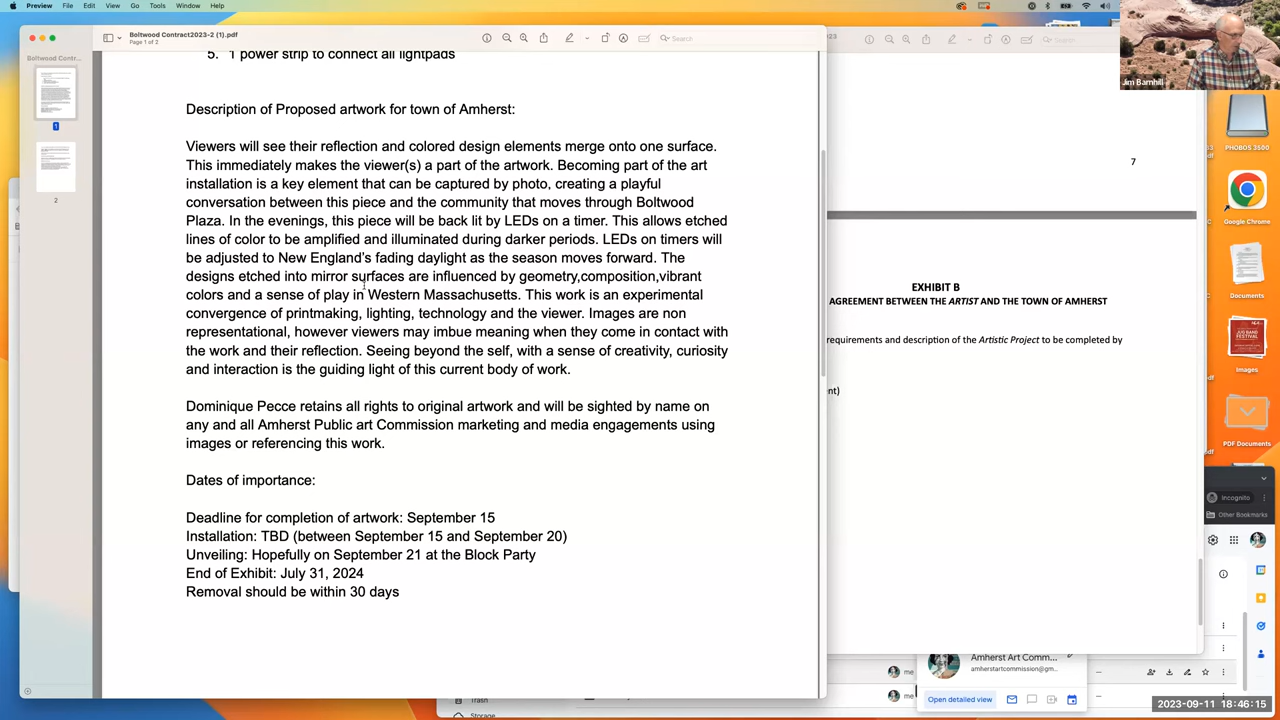 Preview File Edit View Go Tools Window Help
Boltwood Contract2023-2 (1).pdf
Page 1 of 2
Search
Boltwood Contr...
1
2
5. 1 power strip to connect all lightpads
Description of Proposed artwork for town of Amherst:
Viewers will see their reflection and colored design elements merge onto one surface.
This immediately makes the viewer(s) a part of the artwork. Becoming part of the art
installation is a key element that can be captured by photo, creating a playful
conversation between this piece and the community that moves through Boltwood
Plaza. In the evenings, this piece will be back lit by LEDs on a timer. This allows etched
lines of color to be amplified and illuminated during darker periods. LEDs on timers will
be adjusted to New England's fading daylight as the season moves forward. The
designs etched into mirror surfaces are influenced by geometry,composition,vibrant
colors and a sense of play in Western Massachusetts. This work is an experimental
convergence of printmaking, lighting, technology and the viewer. Images are non
representational, however viewers may imbue meaning when they come in contact with
the work and their reflection. Seeing beyond the self, with a sense of creativity, curiosity
and interaction is the guiding light of this current body of work.
Dominique Pecce retains all rights to original artwork and will be sighted by name on
any and all Amherst Public art Commission marketing and media engagements using
images or referencing this work.
Dates of importance:
Deadline for completion of artwork: September 15
Installation: TBD (between September 15 and September 20)
Unveiling: Hopefully on September 21 at the Block Party
End of Exhibit: July 31, 2024
Removal should be within 30 days
Search
7
EXHIBIT B
AGREEMENT BETWEEN THE ARTIST AND THE TOWN OF AMHERST
requirements and description of the Artistic Project to be completed by
nt)
Jim Barnhill
PHOBOS 3500
Google Chrome
Documents
Images
PDF Documents
Incognito
Other Bookmarks
Amherst Art Comm...
amherstartcommission@gm...
Open detailed view
me
me
Trash
Storage
2023-09-11 18:46:15